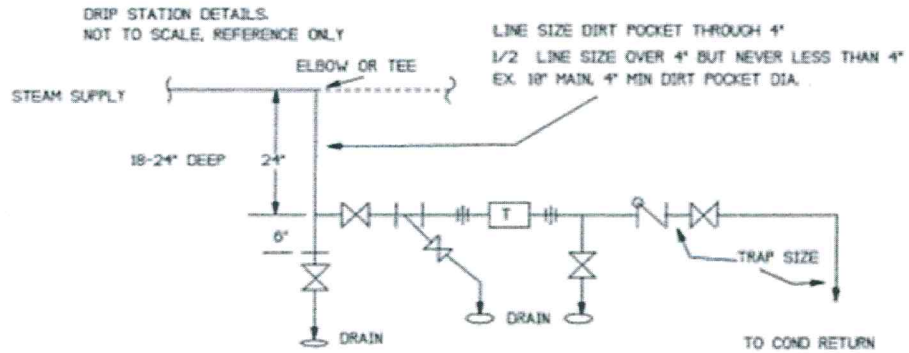 DRIP STATION DETAILS.
NOT TO SCALE, REFERENCE ONLY
LINE SIZE DIRT POCKET THROUGH 4"
1/2 LINE SIZE OVER 4" BUT NEVER LESS THAN 4"
EX. 10" MAIN, 4" MIN DIRT POCKET DIA.
ELBOW OR TEE
STEAM SUPPLY
18-24" DEEP 24"
6"
T
TRAP SIZE
DRAIN
DRAIN
TO COND RETURN